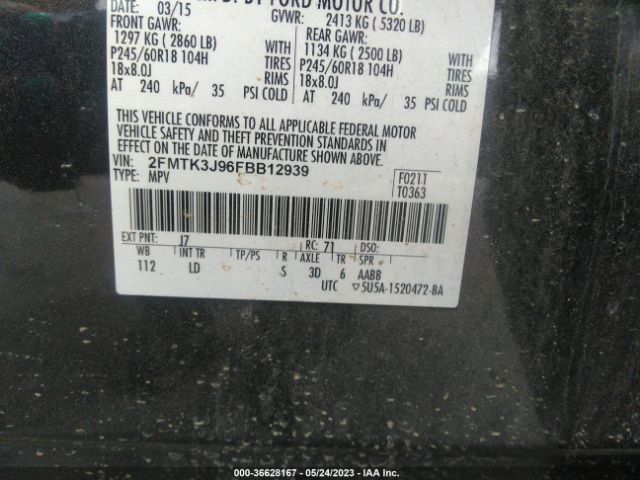 BY FORD MOTOR CO.
DATE: 03/15 GVWR: 2413 KG ( 5320 LB)
FRONT GAWR: REAR GAWR:
1297 KG ( 2860 LB) WITH 1134 KG ( 2500 LB) WITH
P245/60R18 104H TIRES P245/60R18 104H TIRES
18x8.0J RIMS 18x8.0J RIMS
AT 240 kPa/ 35 PSI COLD AT 240 kPa/ 35 PSI COLD
THIS VEHICLE CONFORMS TO ALL APPLICABLE FEDERAL MOTOR
VEHICLE SAFETY AND THEFT PREVENTION STANDARDS IN
EFFECT ON THE DATE OF MANUFACTURE SHOWN ABOVE.
VIN: 2FMTK3J96FBB12939 F0211
TYPE: MPV T0363
EXT PNT: J7 RC: 71 DSO:
WB INT TR TP/PS R AXLE TR SPR
112 LD S 3D 6 AABB
UTC ▽5U5A-1520472-BA
000-36628167 - 05/24/2023 - IAA Inc.